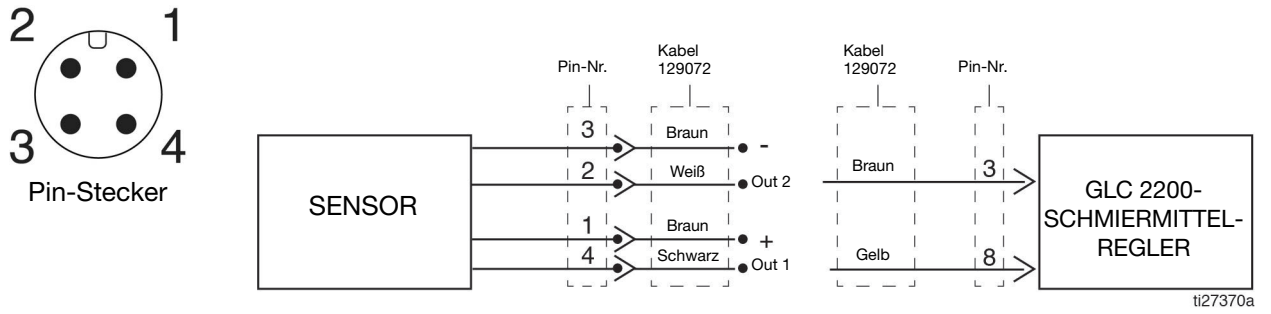 2 1
3 4
Pin-Stecker
SENSOR
Pin-Nr.
Kabel
129072
3 Braun -
2 Weiß Out 2
1 Braun +
4 Schwarz Out 1
Kabel
129072
Pin-Nr.
Braun 3
Gelb 8
GLC 2200-
SCHMIERMITTEL-
REGLER
ti27370a